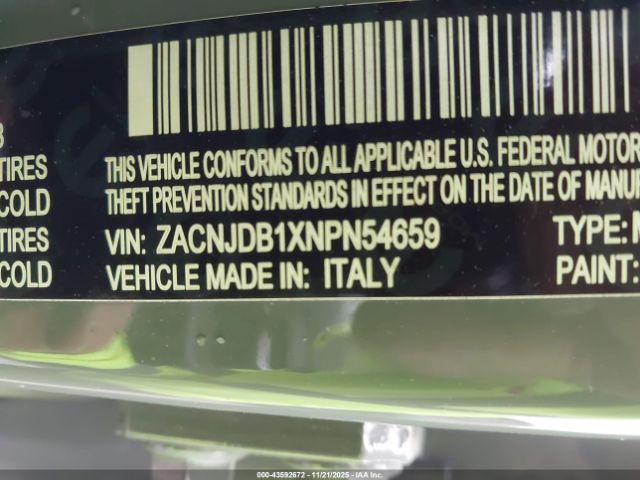 3
TIRES
COLD
TIRES
COLD
THIS VEHICLE CONFORMS TO ALL APPLICABLE U.S. FEDERAL MOTOR
THEFT PREVENTION STANDARDS IN EFFECT ON THE DATE OF MANU
VIN: ZACNJDB1XNPN54659 TYPE: M
VEHICLE MADE IN: ITALY PAINT:
000-43592672 11/21/2025 - IAA Inc.